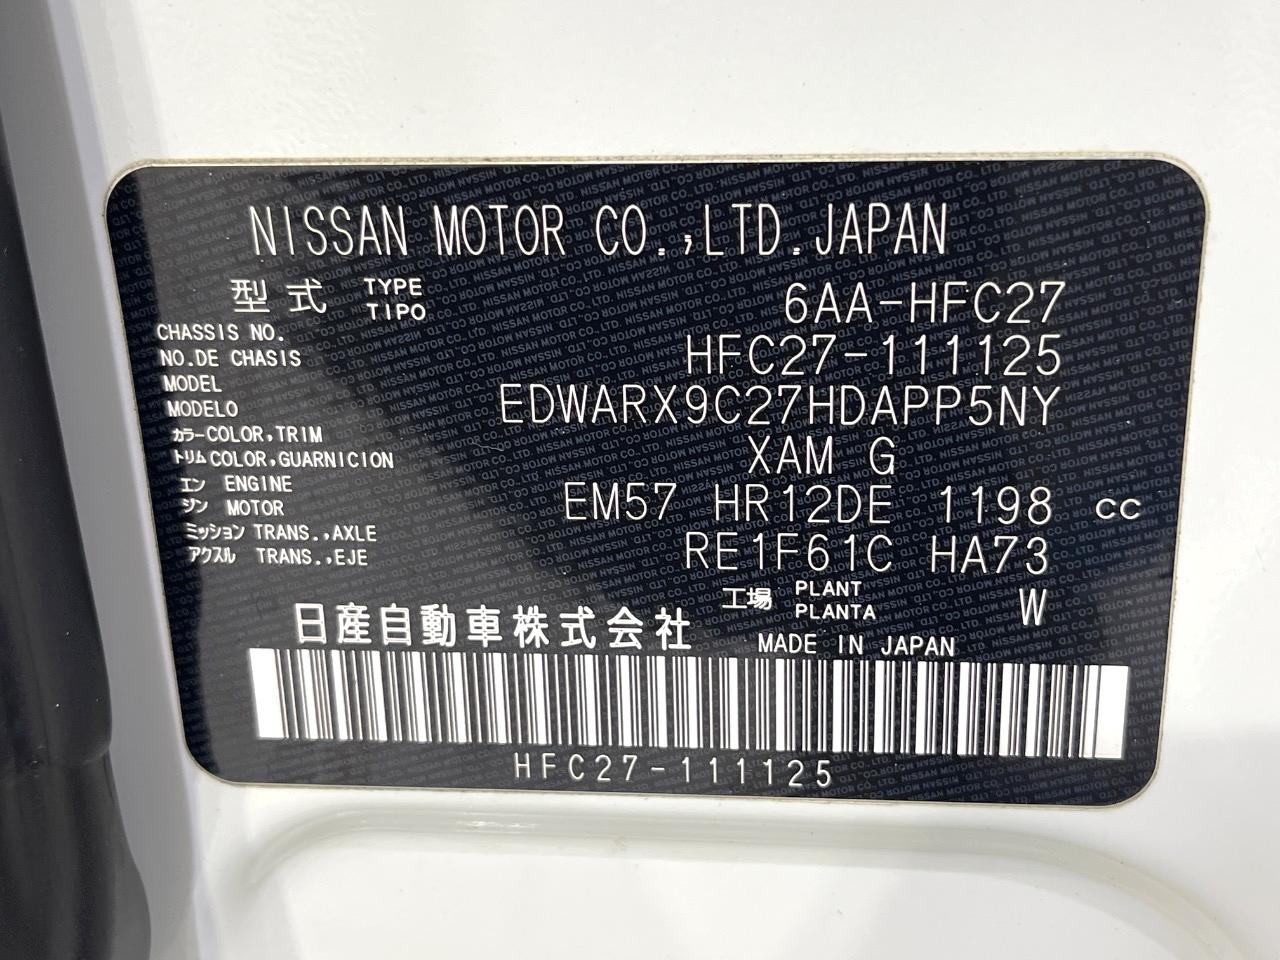 NISSAN MOTOR CO.,LTD.JAPAN
型式 TYPE TIPO 6AA-HFC27
CHASSIS NO.
NO.DE CHASIS HFC27-111125
MODEL
MODELO EDWARX9C27HDAPP5NY
カラー COLOR,TRIM
トリム COLOR,GUARNICION XAM G
エン ENGINE
ジン MOTOR EM57 HR12DE 1198 cc
ミッション TRANS.,AXLE
アクスル TRANS.,EJE RE1F61C HA73
工場 PLANT PLANTA W
日産自動車株式会社 MADE IN JAPAN
HFC27-111125